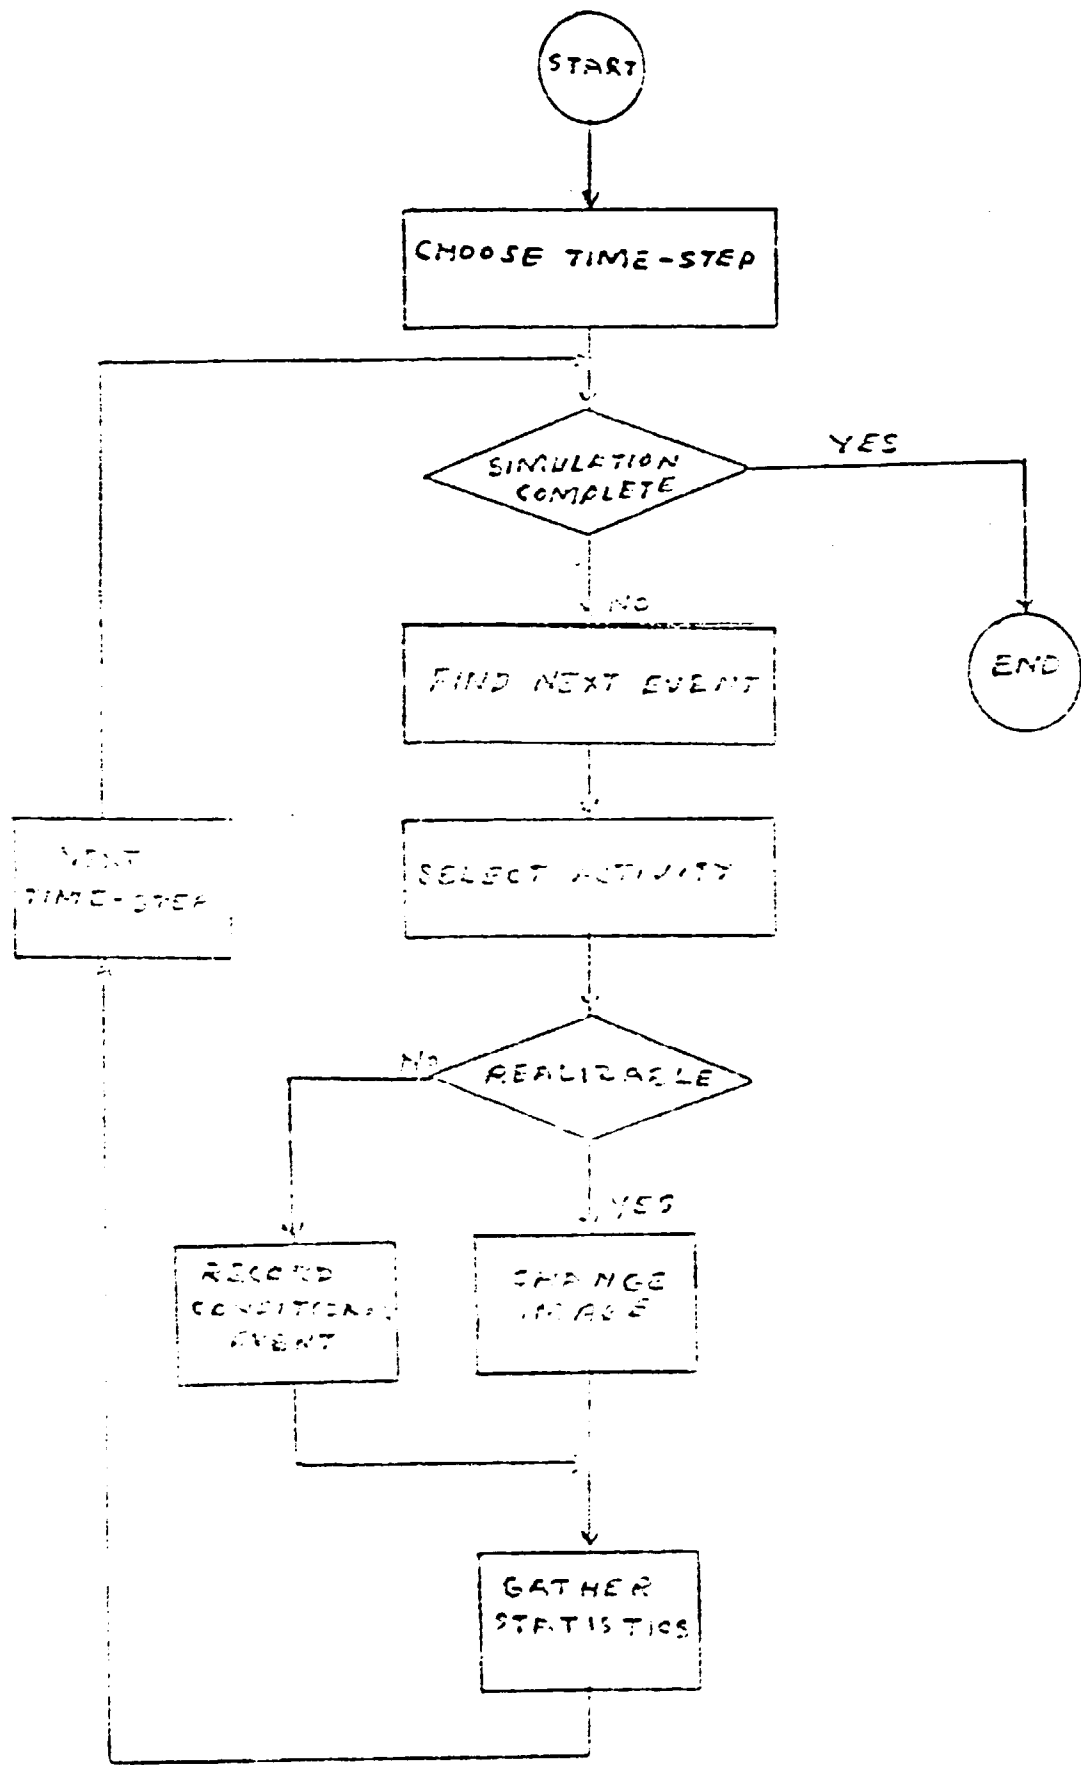 START
CHOOSE TIME-STEP
YES
SIMULATION
COMPLETE
NO
FIND NEXT EVENT
END
NEXT
TIME-STEP
SELECT ACTIVITY
NO
REALIZABLE
YES
RECORD
CONDITIONAL
EVENT
CHANGE
IMAGE
GATHER
STATISTICS